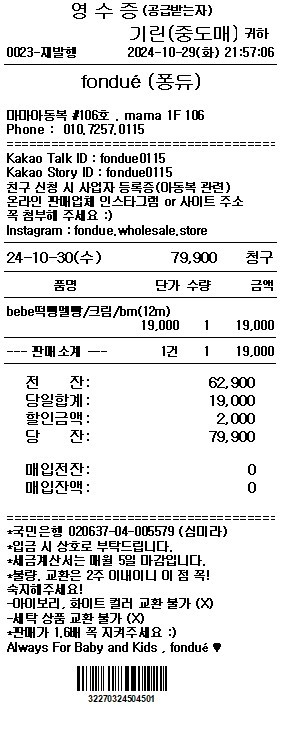 영 수 증 (공급받는자)
기린(중도매) 귀하
0023-재발행 2024-10-29(화) 21:57:06
fondué (퐁듀)
마마아동복 #106호 . mama 1F 106
Phone : 010.7257.0115
Kakao Talk ID : fondue0115
Kakao Story ID : fondue0115
친구 신청 시 사업자 등록증(아동복 관련)
온라인 판매업체 인스타그램 or 사이트 주소
꼭 첨부해 주세요 :)
Instagram : fondue.wholesale.store
24-10-30(수) 79,900 청구
품명 단가 수량 금액
bebe떡뻥멜빵/크림/bm(12m)
19,000 1 19,000
--- 판매소계 --- 1건 1 19,000
전 잔: 62,900
당일합계: 19,000
할인금액: 2,000
당 잔: 79,900
매입전잔: 0
매입잔액: 0
*국민은행 020637-04-005579 (심미라)
*입금 시 상호로 부탁드립니다.
*세금계산서는 매월 5일 마감입니다.
*불량, 교환은 2주 이내이니 이 점 꼭!
숙지해주세요!
-아이보리, 화이트 컬러 교환 불가 (X)
-세탁 상품 교환 불가 (X)
*판매가 1.6배 꼭 지켜주세요 :)
Always For Baby and Kids , fondué ♥
32270324504501